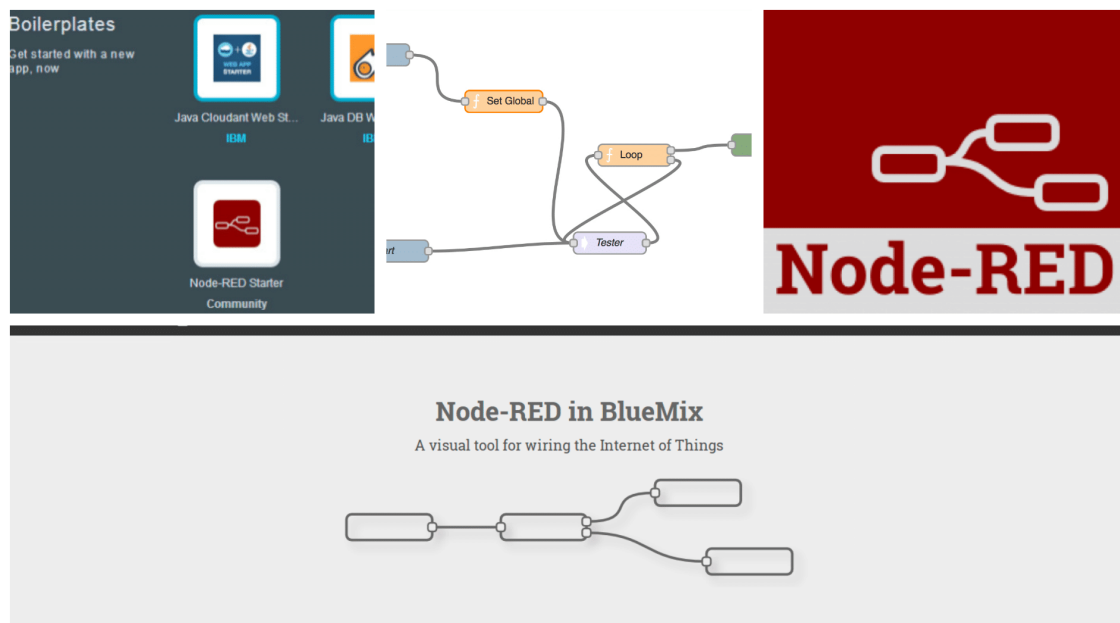 Boilerplates
Get started with a new
app, now
WEB APP
STARTER
Java Cloudant Web St...
IBM
Java DB W
IB
Node-RED Starter
Community
Set Global
Loop
Tester
rt
Node-RED
Node-RED in BlueMix
A visual tool for wiring the Internet of Things